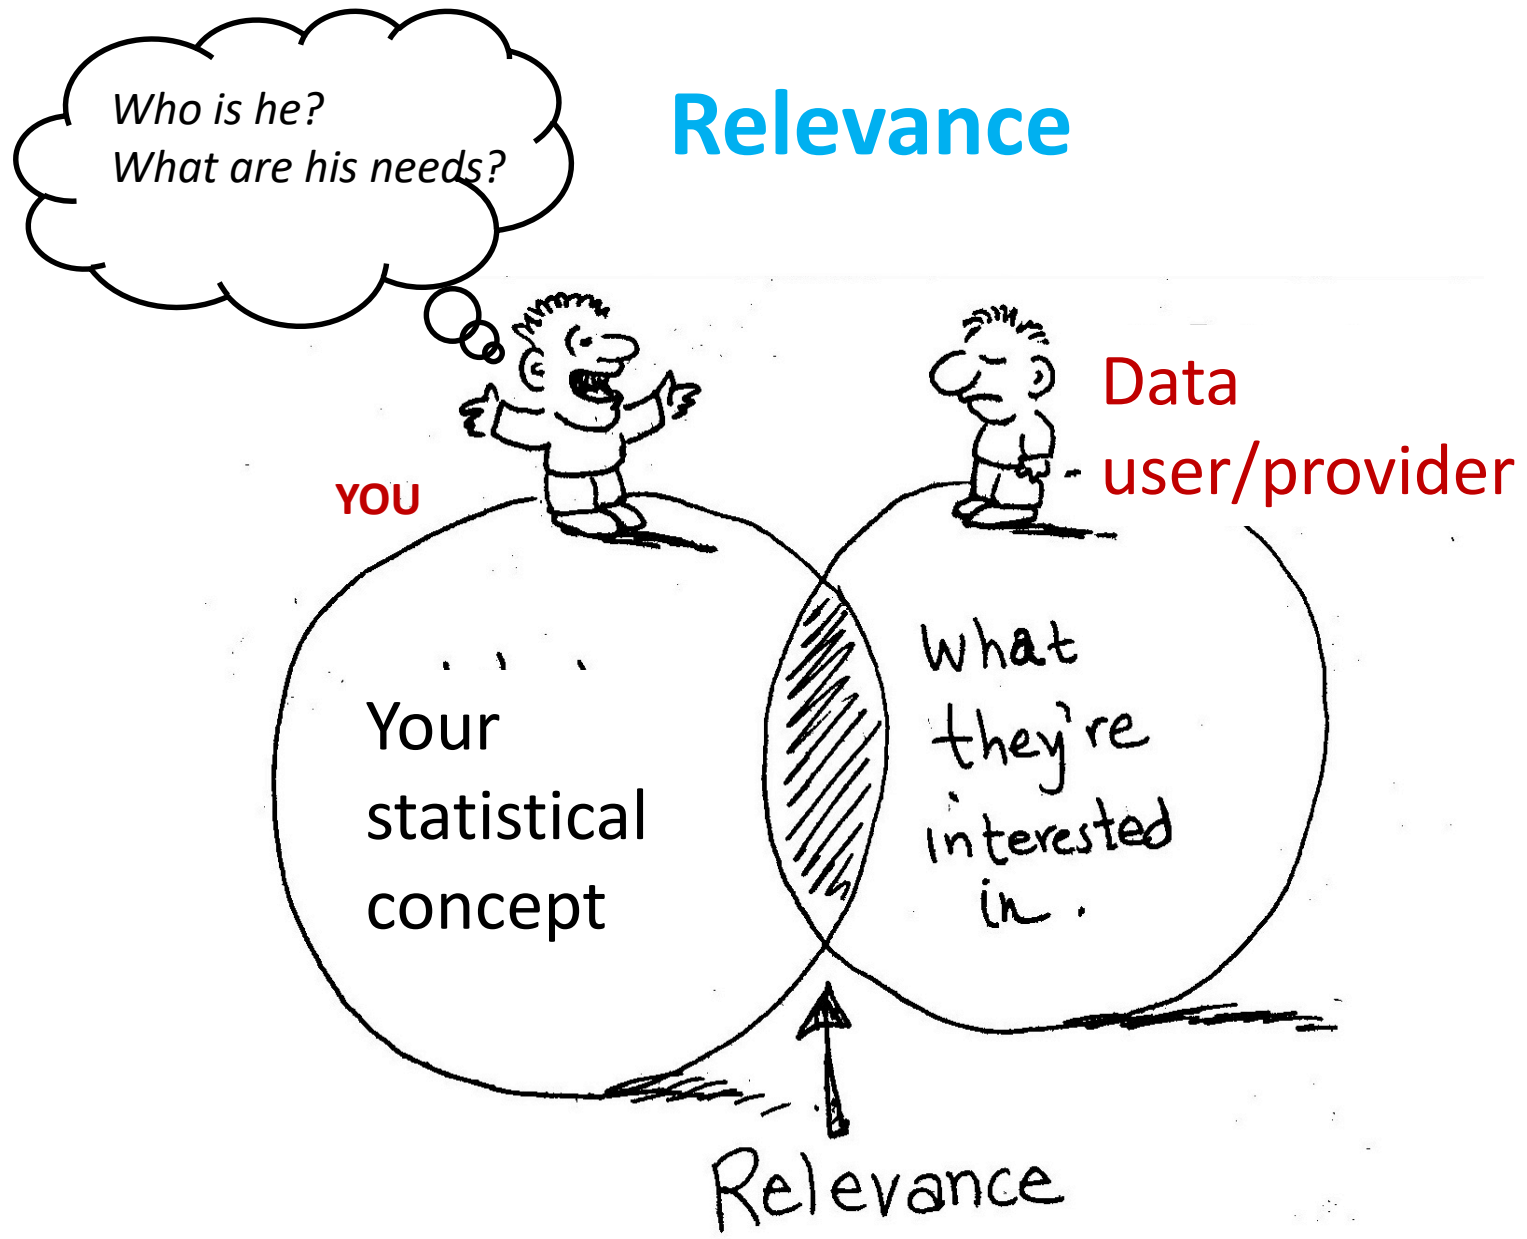 Who is he?
What are his needs?
Relevance
YOU
Data
user/provider
Your
statistical
concept
What
they're
interested
in.
Relevance